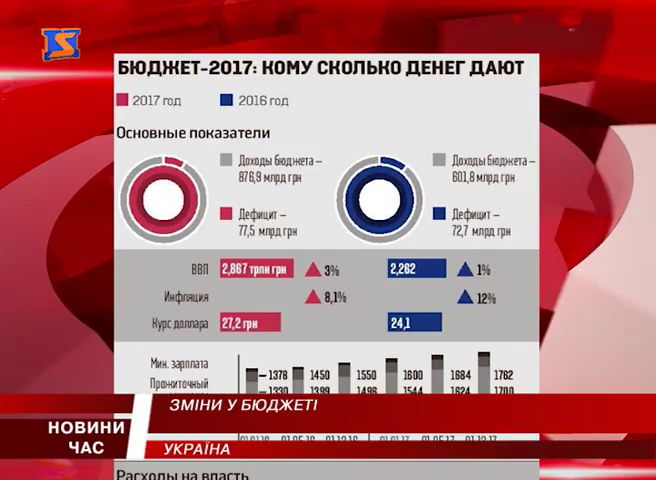 БЮДЖЕТ-2017: КОМУ СКОЛЬКО ДЕНЕГ ДАЮТ
2017 год
2016 год
Основные показатели
Доходы бюджета –
876,9 млрд грн
Доходы бюджета –
601,8 млрд грн
Дефицит –
77,5 млрд грн
Дефицит –
72,7 млрд грн
ВВП 2,867 трлн грн 3% 2,262 1%
Инфляция 8,1% 12%
Курс доллара 27,2 грн 24,1
Мин. зарплата 1378 1450 1550 1600 1684 1762
Прожиточный 1330 1399 1496 1544 1624 1700
ЗМІНИ У БЮДЖЕТІ
НОВИНИ
ЧАС
УКРАЇНА
Расходы на власть